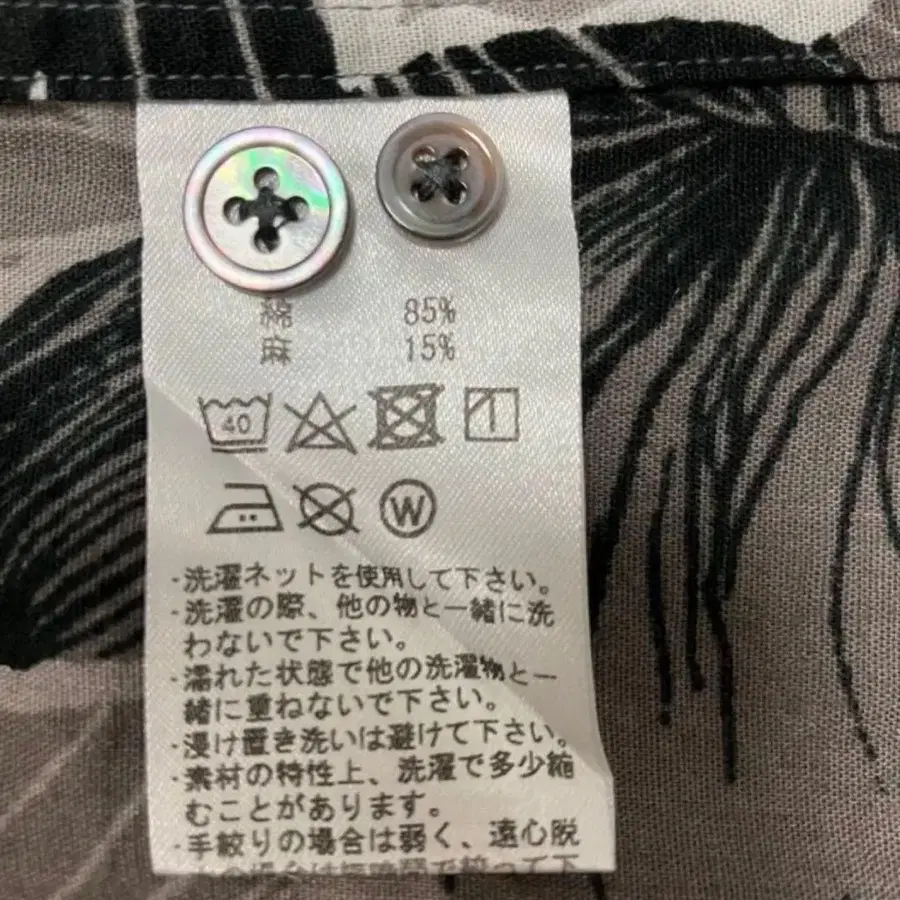 綿 85%
麻 15%
40
W
・洗濯ネットを使用して下さい。
・洗濯の際、他の物と一緒に洗
わないで下さい。
・濡れた状態で他の洗濯物と一
緒に重ねないで下さい。
・浸け置き洗いは避けて下さい。
・素材の特性上、洗濯で多少縮
むことがあります。
・手絞りの場合は弱く、遠心脱